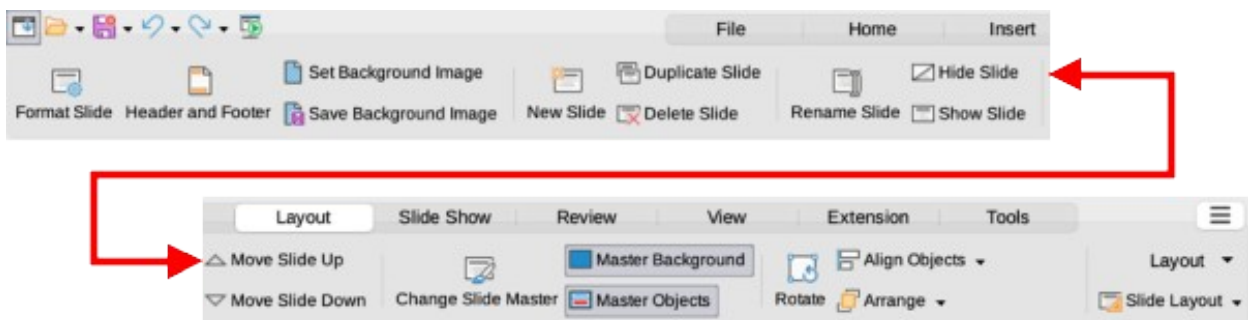 File Home Insert
Set Background Image Duplicate Slide Hide Slide
Format Slide Header and Footer Save Background Image New Slide Delete Slide Rename Slide Show Slide
Layout Slide Show Review View Extension Tools
Move Slide Up Master Background Align Objects Layout
Move Slide Down Change Slide Master Master Objects Rotate Arrange Slide Layout